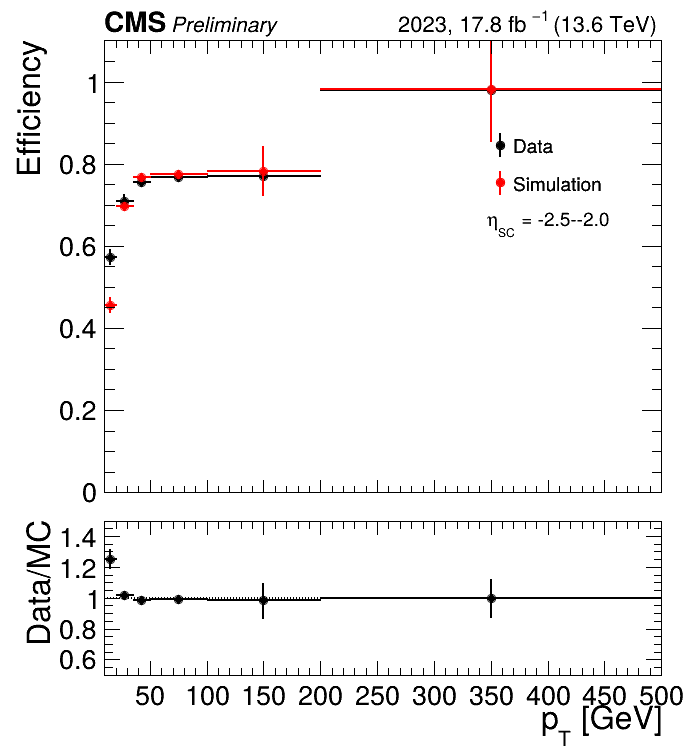 CMS Preliminary 2023, 17.8 fb⁻¹ (13.6 TeV)
Efficiency
1
0.8
0.6
0.4
0.2
0
Data
Simulation
η_SC = -2.5--2.0
Data/MC
1.4
1.2
1
0.8
0.6
50 100 150 200 250 300 350 400 450 500
p_T [GeV]